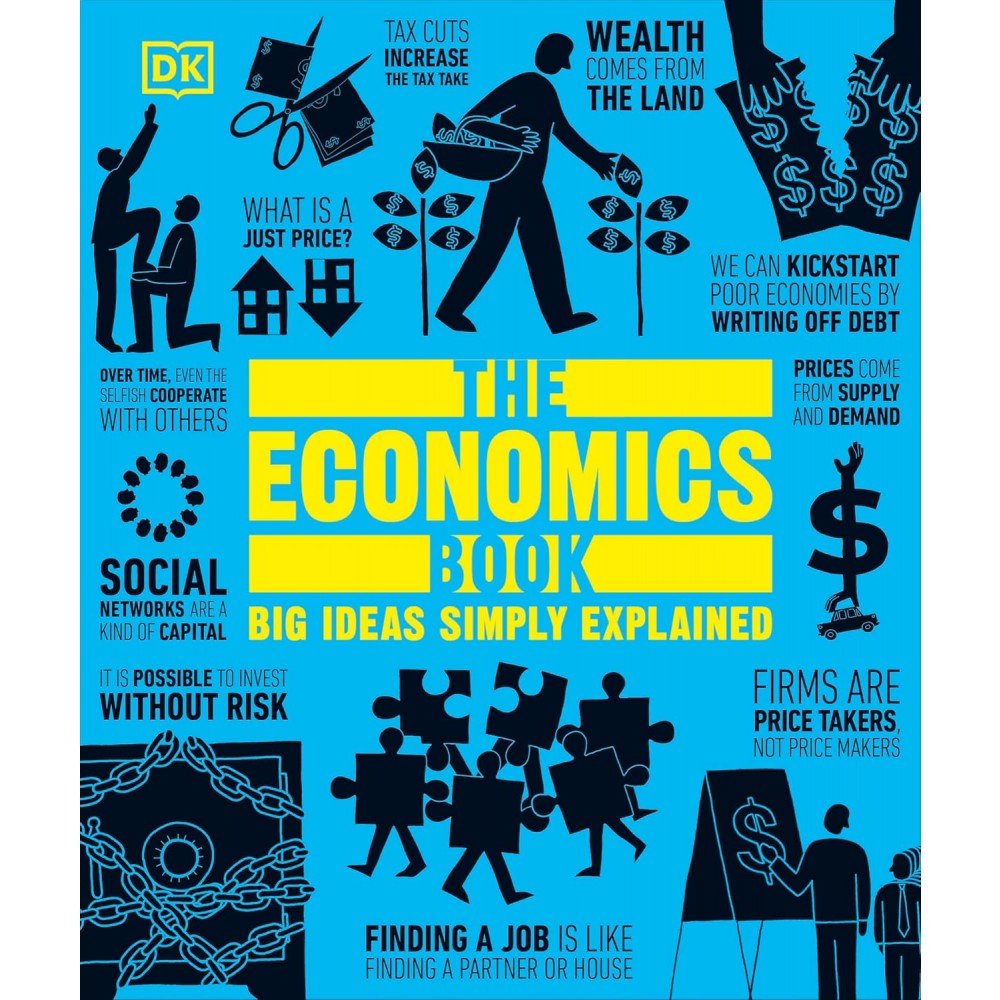 DK
TAX CUTS
INCREASE
THE TAX TAKE
WEALTH
COMES FROM
THE LAND
WHAT IS A
JUST PRICE?
WE CAN KICKSTART
POOR ECONOMIES BY
WRITING OFF DEBT
OVER TIME, EVEN THE
SELFISH COOPERATE
WITH OTHERS
THE
ECONOMICS
BOOK
BIG IDEAS SIMPLY EXPLAINED
PRICES COME
FROM SUPPLY
AND DEMAND
SOCIAL
NETWORKS ARE A
KIND OF CAPITAL
IT IS POSSIBLE TO INVEST
WITHOUT RISK
FIRMS ARE
PRICE TAKERS,
NOT PRICE MAKERS
FINDING A JOB IS LIKE
FINDING A PARTNER OR HOUSE